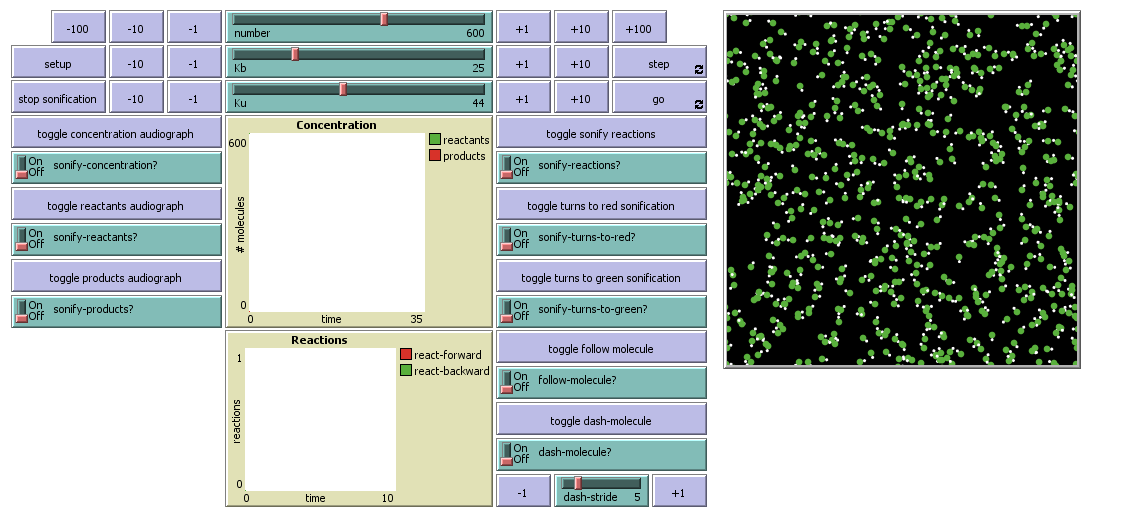 -100 -10 -1 number 600 +1 +10 +100
setup -10 -1 Kb 25 +1 +10 step
stop sonification -10 -1 Ku 44 +1 +10 go
toggle concentration audiograph
On
Off
sonify-concentration?
toggle reactants audiograph
On
Off
sonify-reactants?
toggle products audiograph
On
Off
sonify-products?
Concentration
reactants
products
600
# molecules
0
0 time 35
Reactions
react-forward
react-backward
1
reactions
0
0 time 10
toggle sonify reactions
On
Off
sonify-reactions?
toggle turns to red sonification
On
Off
sonify-turns-to-red?
toggle turns to green sonification
On
Off
sonify-turns-to-green?
toggle follow molecule
On
Off
follow-molecule?
toggle dash-molecule
On
Off
dash-molecule?
-1 dash-stride 5 +1